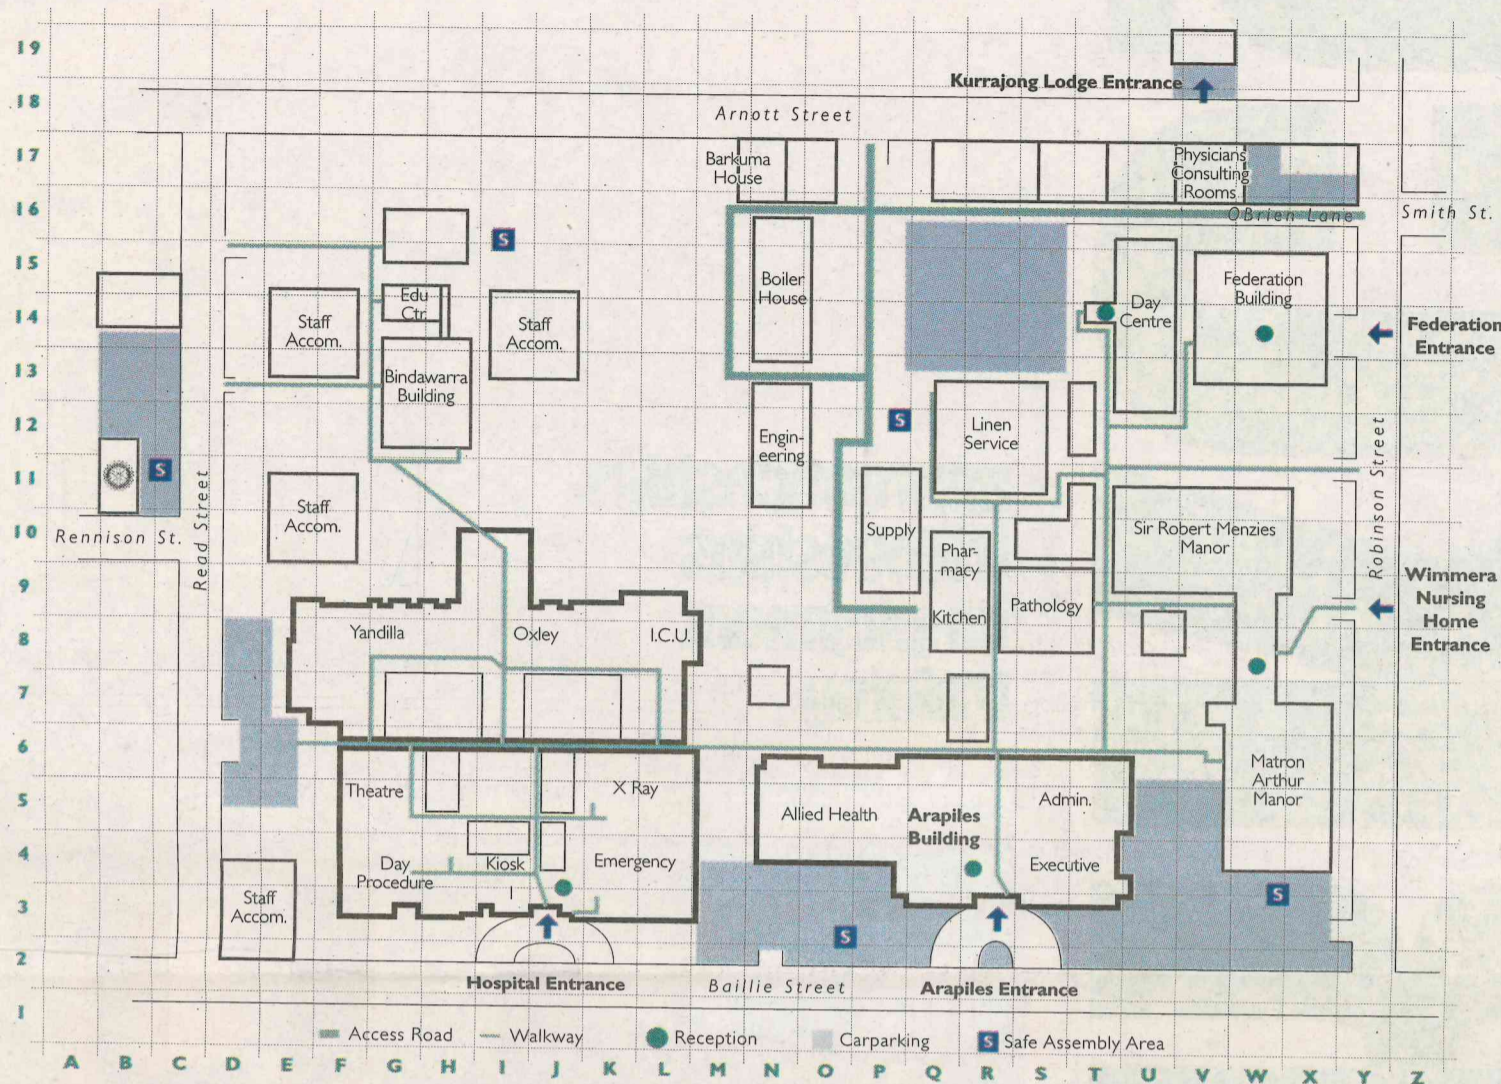 19
18
17
16
15
14
13
12
11
10
9
8
7
6
5
4
3
2
1
Kurrajong Lodge Entrance
Arnott Street
Barkuma
House
Physicians
Consulting
Rooms
OBrien Lane
Smith St.
S
Boiler
House
Day
Centre
Federation
Building
Federation
Entrance
Edu
Ctr.
Staff
Accom.
Staff
Accom.
Bindawarra
Building
S
Engin-
eering
Linen
Service
Robinson Street
S
Read Street
Rennison St.
Staff
Accom.
Supply
Phar-
macy
Kitchen
Pathology
Sir Robert Menzies
Manor
Wimmera
Nursing
Home
Entrance
Yandilla
Oxley
I.C.U.
Theatre
X Ray
Allied Health
Arapiles
Building
Admin.
Matron
Arthur
Manor
Day
Procedure
Kiosk
I
Emergency
Executive
Staff
Accom.
S
S
Hospital Entrance
Baillie Street
Arapiles Entrance
Access Road
Walkway
Reception
Carparking
S Safe Assembly Area
A B C D E F G H I J K L M N O P Q R S T U V W X Y Z